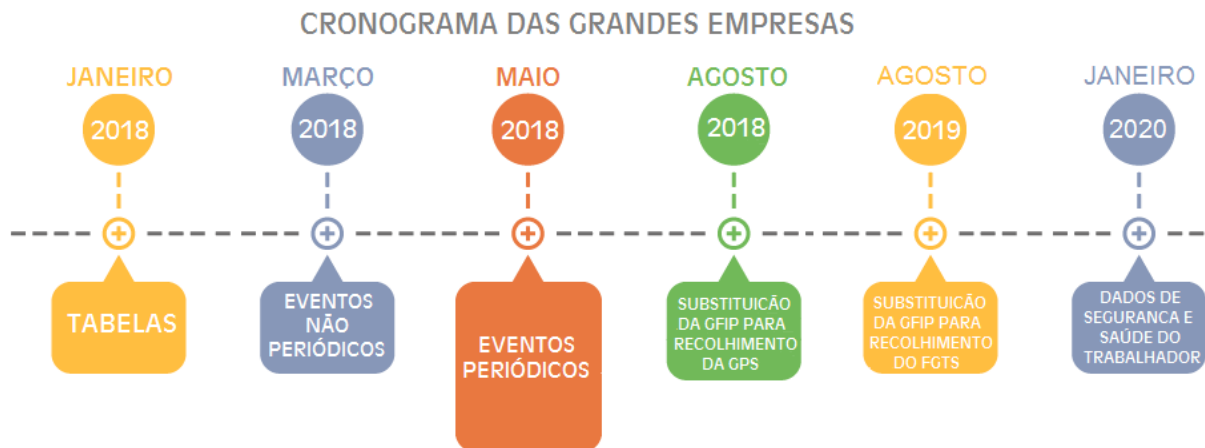 CRONOGRAMA DAS GRANDES EMPRESAS
JANEIRO
2018
TABELAS
MARÇO
2018
EVENTOS
NÃO
PERIÓDICOS
MAIO
2018
EVENTOS
PERIÓDICOS
AGOSTO
2018
SUBSTITUICÃO
DA GFIP PARA
RECOLHIMENTO
DA GPS
AGOSTO
2019
SUBSTITUICÃO
DA GFIP PARA
RECOLHIMENTO
DO FGTS
JANEIRO
2020
DADOS DE
SEGURANCA E
SAÚDE DO
TRABALHADOR